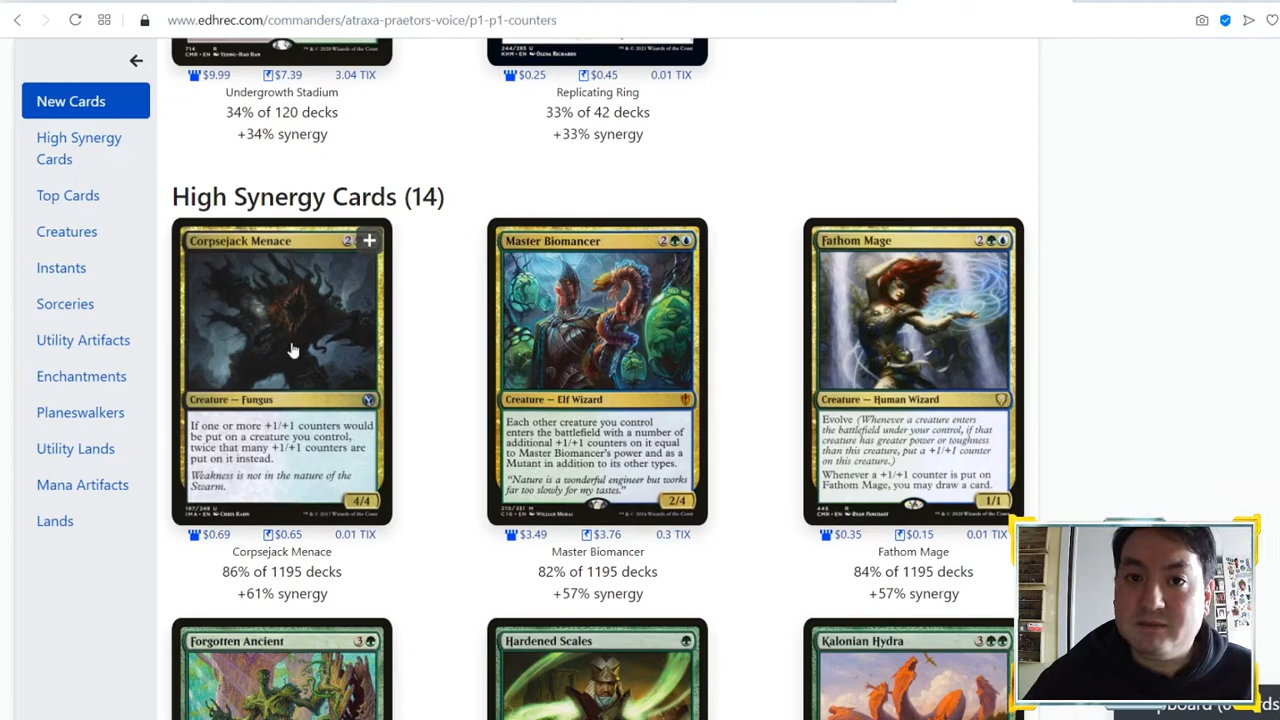 www.edhrec.com/commanders/atraxa-praetors-voice/p1-p1-counters
New Cards
High Synergy
Cards
Top Cards
Creatures
Instants
Sorceries
Utility Artifacts
Enchantments
Planeswalkers
Utility Lands
Mana Artifacts
Lands
$9.99 $7.39 3.04 TIX
Undergrowth Stadium
34% of 120 decks
+34% synergy
$0.25 $0.45 0.01 TIX
Replicating Ring
33% of 42 decks
+33% synergy
High Synergy Cards (14)
Corpsejack Menace 2
Creature — Fungus
If one or more +1/+1 counters would
be put on a creature you control,
twice that many +1/+1 counters are
put on it instead.
Weakness is not in the nature of the
Swarm.
4/4
$0.69 $0.65 0.01 TIX
Corpsejack Menace
86% of 1195 decks
+61% synergy
Master Biomancer 2
Creature — Elf Wizard
Each other creature you control
enters the battlefield with a number of
additional +1/+1 counters on it equal
to Master Biomancer's power and as a
Mutant in addition to its other types.
"Nature is a wonderful engineer but works
far too slowly for my tastes."
2/4
$3.49 $3.76 0.3 TIX
Master Biomancer
82% of 1195 decks
+57% synergy
Fathom Mage 2
Creature — Human Wizard
Evolve (Whenever a creature enters
the battlefield under your control, if that
creature has greater power or toughness
than this creature, put a +1/+1 counter
on this creature.)
Whenever a +1/+1 counter is put on
Fathom Mage, you may draw a card.
1/1
$0.35 $0.15 0.01 TIX
Fathom Mage
84% of 1195 decks
+57% synergy
Forgotten Ancient 3
Hardened Scales
Kalonian Hydra 3